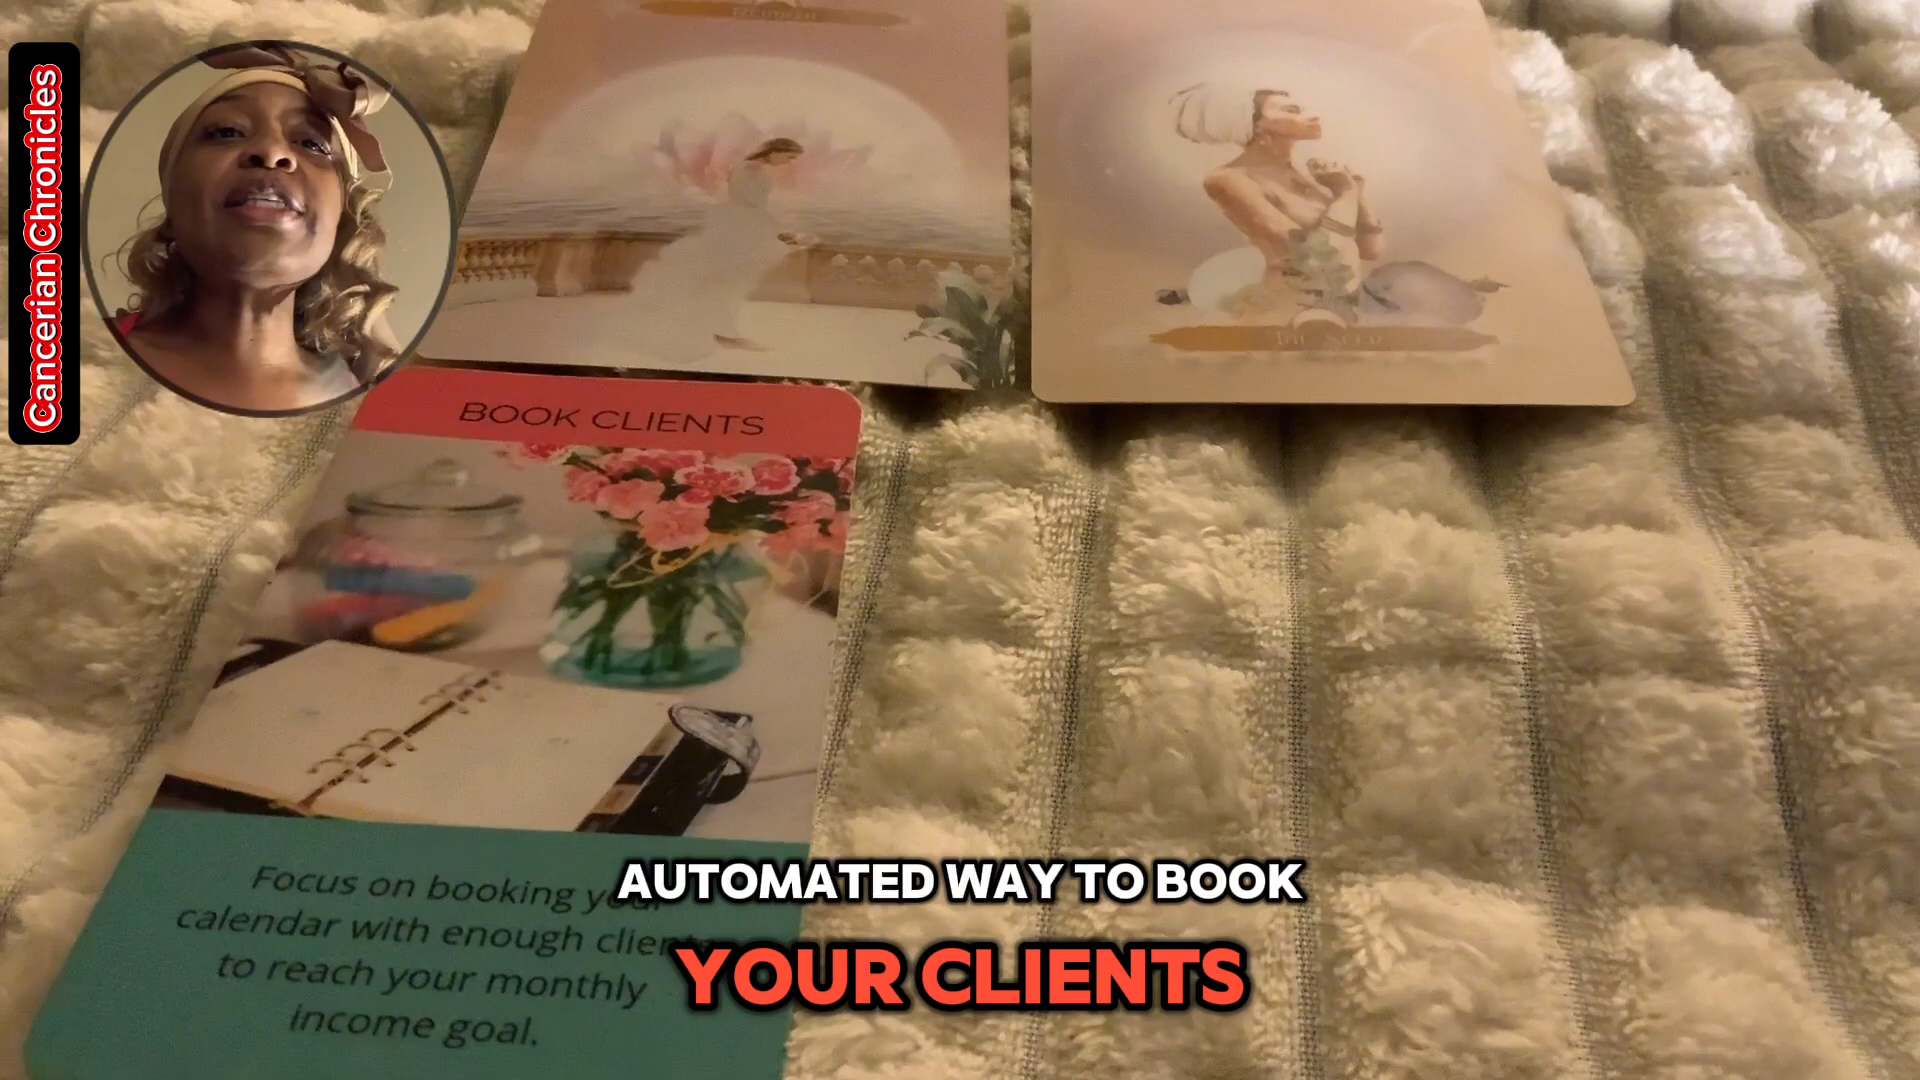 Cancerian Chronicles
BOOK CLIENTS
Focus on booking your
calendar with enough clients
to reach your monthly
income goal.
AUTOMATED WAY TO BOOK
YOUR CLIENTS